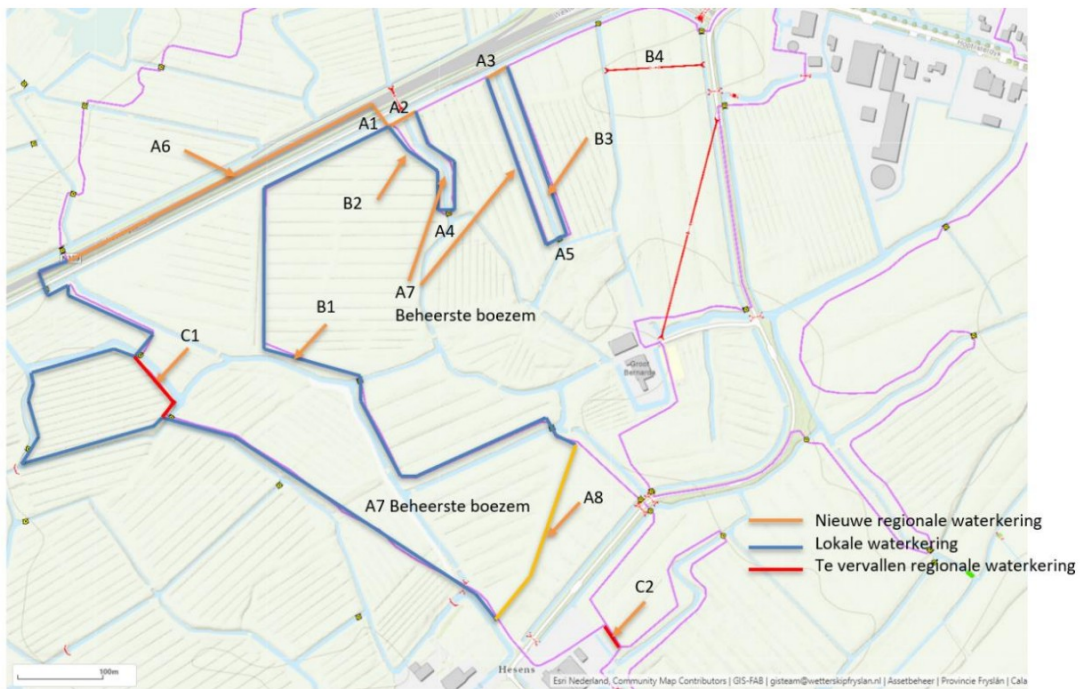 B4
A3
A2
A1
A6
B3
B2
A4
A5
A7
Beheerste boezem
B1
C1
Groot
A7 Beheerste boezem
A8
Nieuwe regionale waterkering
Lokale waterkering
Te vervallen regionale waterkering
C2
Hesens
100m
Esri Nederland, Community Map Contributors | GIS-FAB | gisteam@wetterskipfryslan.nl | Assetbeheer | Provincie Fryslân | Cala